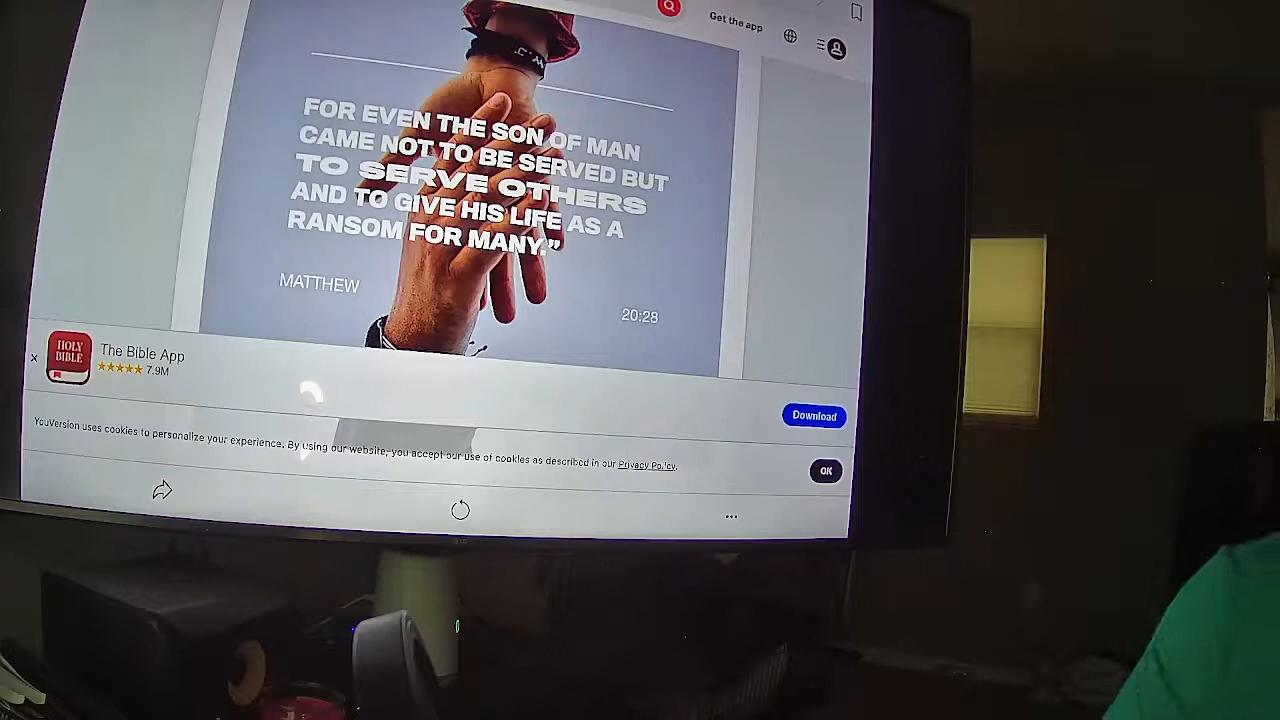 Get the app
FOR EVEN THE SON OF MAN
CAME NOT TO BE SERVED BUT
TO SERVE OTHERS
AND TO GIVE HIS LIFE AS A
RANSOM FOR MANY.”
MATTHEW
20:28
HOLY
BIBLE
The Bible App
7.9M
Download
YouVersion uses cookies to personalize your experience. By using our website, you accept our use of cookies as described in our Privacy Policy.
OK